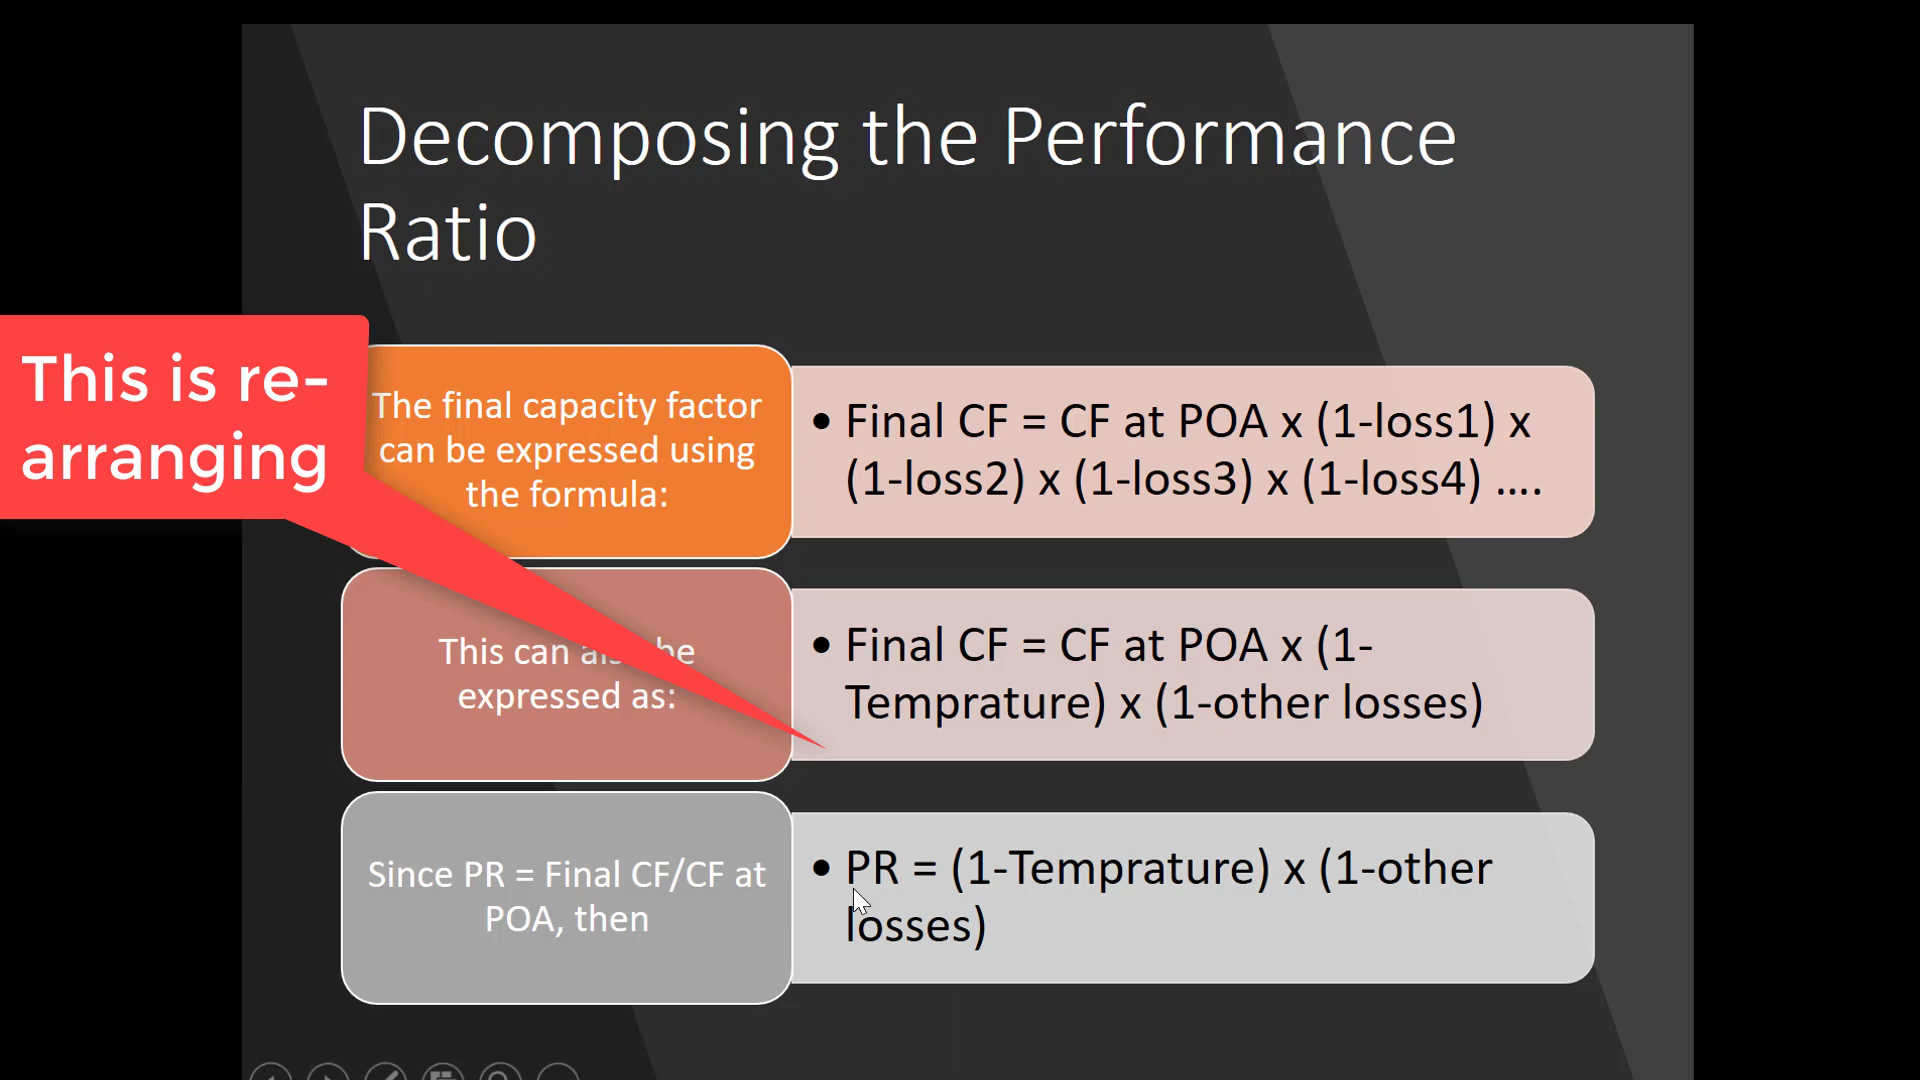 Decomposing the Performance
Ratio
This is re-
arranging
The final capacity factor
can be expressed using
the formula:
• Final CF = CF at POA x (1-loss1) x
(1-loss2) x (1-loss3) x (1-loss4) ....
This can be
expressed as:
• Final CF = CF at POA x (1-
Temprature) x (1-other losses)
Since PR = Final CF/CF at
POA, then
• PR = (1-Temprature) x (1-other
losses)